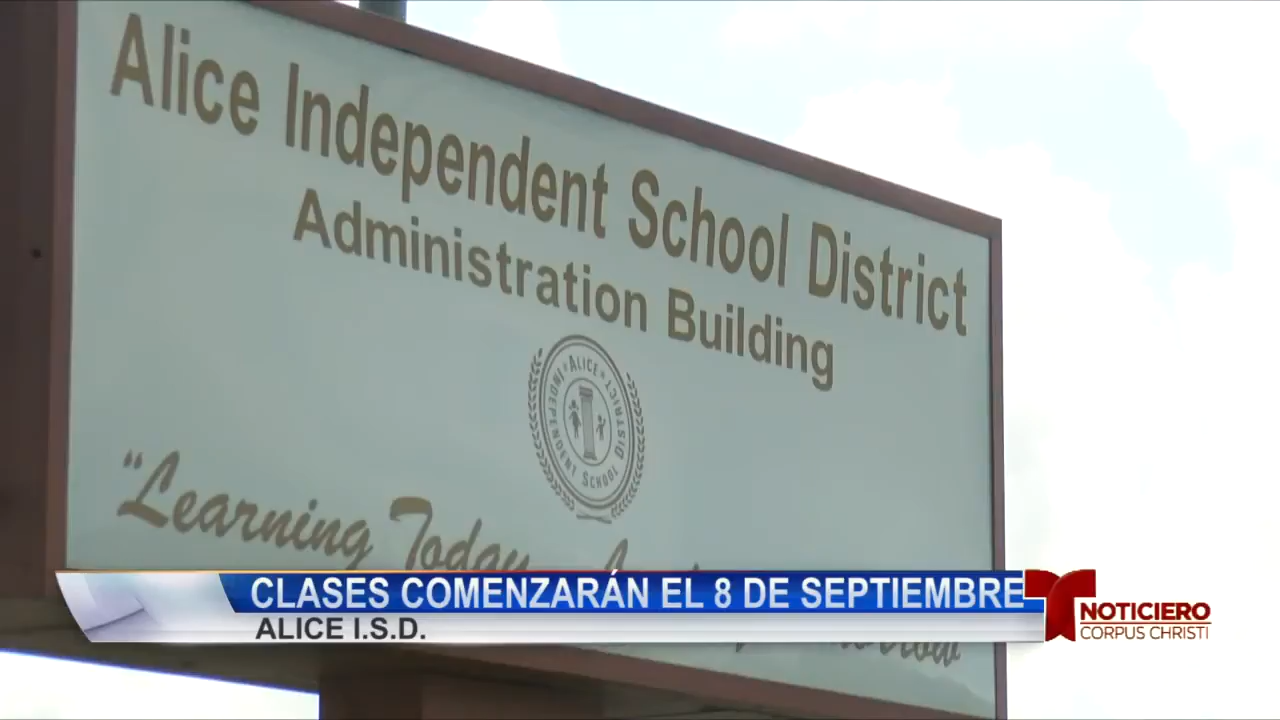 Alice Independent School District
Administration Building
ALICE
INDEPENDENT SCHOOL DISTRICT
"Learning Today
CLASES COMENZARÁN EL 8 DE SEPTIEMBRE
ALICE I.S.D.
NOTICIERO
CORPUS CHRISTI